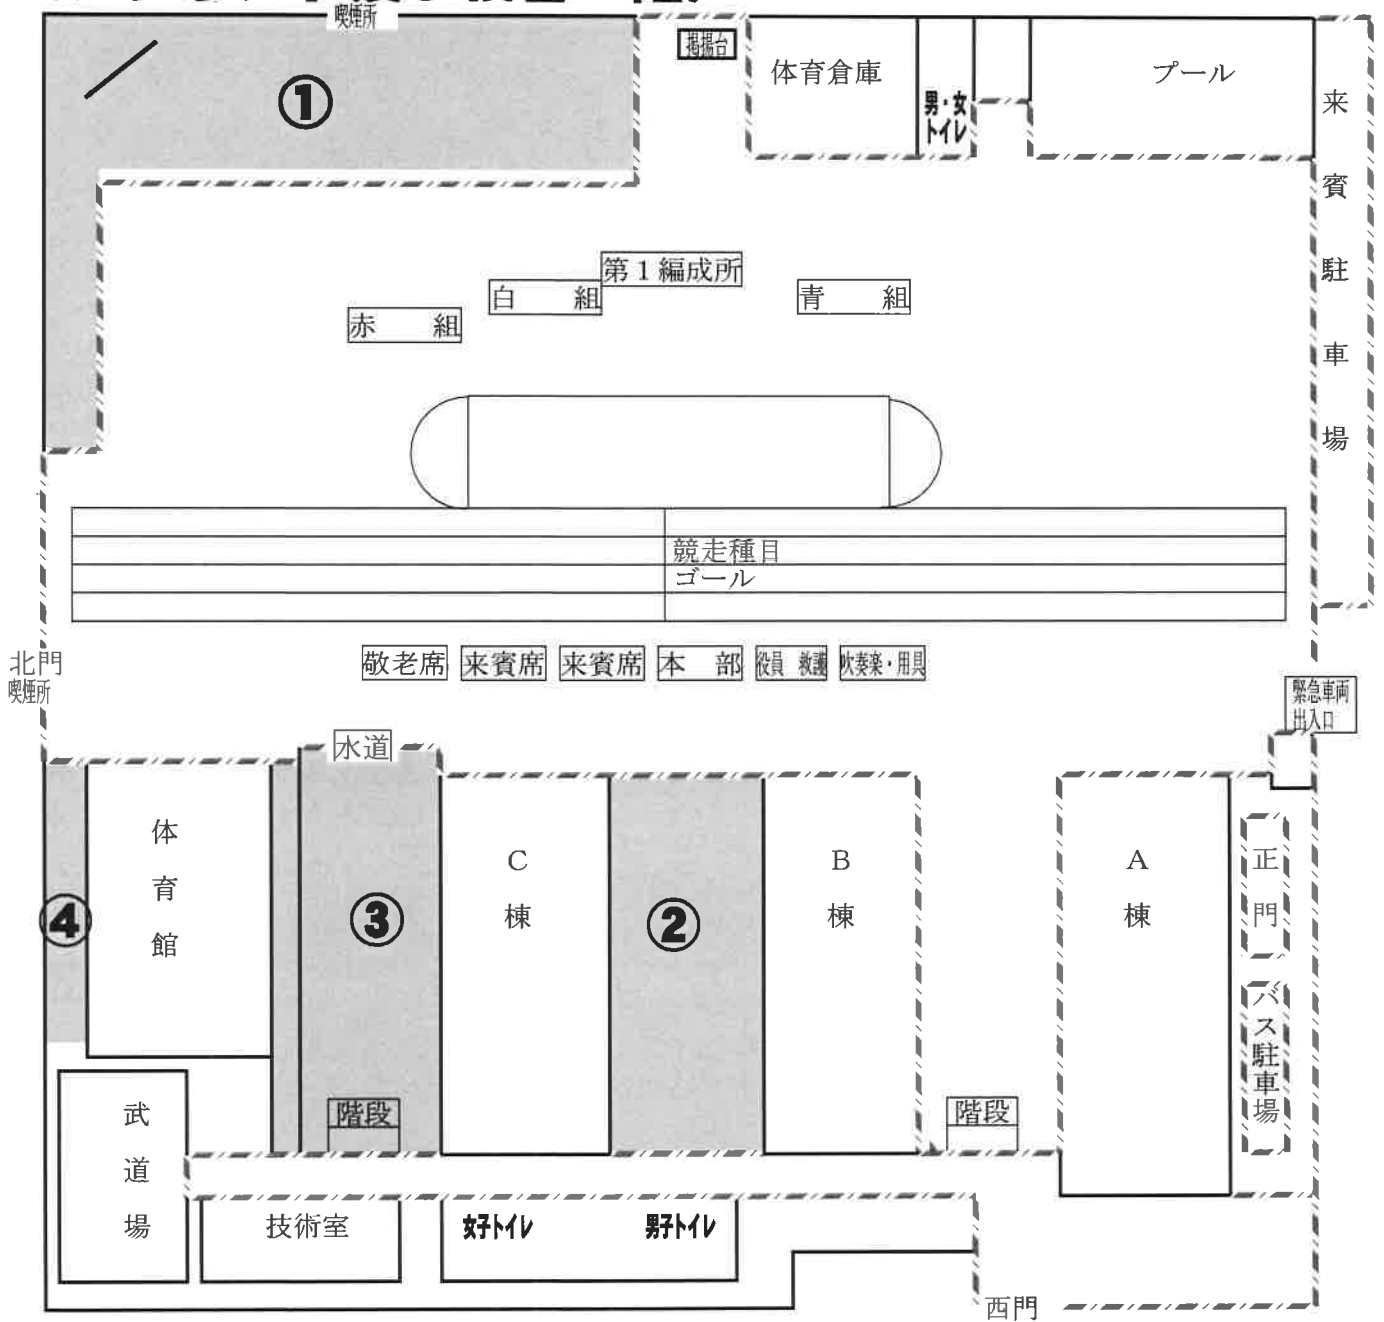 喫煙所
掲揚台
体育倉庫
男・女
トイレ
プール
来賓駐車場
①
第1編成所
白組
青組
赤組
競走種目
ゴール
北門
喫煙所
敬老席
来賓席
来賓席
本部
役員 救護
吹奏楽・用具
緊急車両
出入口
水道
体育館
C棟
B棟
A棟
正門
④
③
②
バス駐車場
階段
階段
武道場
技術室
女子トイレ
男子トイレ
西門